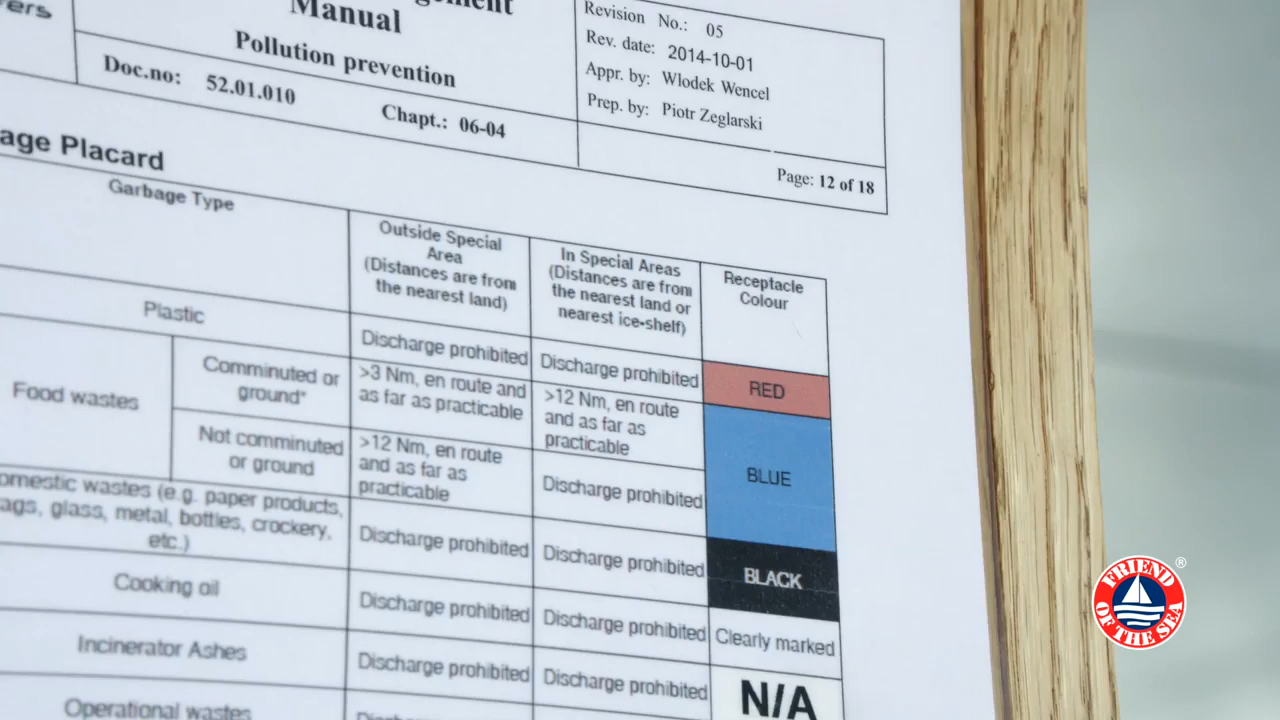 Manual
Pollution prevention
Doc.no: 52.01.010
Chapt.: 06-04
Revision No.: 05
Rev. date: 2014-10-01
Appr. by: Wlodek Wencel
Prep. by: Piotr Zeglarski
Page: 12 of 18
Placard
Garbage Type
Outside Special
Area
(Distances are from
the nearest land)
In Special Areas
(Distances are from
the nearest land or
nearest ice-shelf)
Receptacle
Colour
Plastic
Discharge prohibited
Discharge prohibited
RED
Food wastes
Comminuted or
ground*
>3 Nm, en route and
as far as practicable
>12 Nm, en route
and as far as
practicable
BLUE
Not comminuted
or ground
>12 Nm, en route
and as far as
practicable
Discharge prohibited
omestic wastes (e.g. paper products,
ags, glass, metal, bottles, crockery,
etc.)
Discharge prohibited
Discharge prohibited
BLACK
Cooking oil
Discharge prohibited
Discharge prohibited
Clearly marked
Incinerator Ashes
Discharge prohibited
Discharge prohibited
N/A
Operational wastes
FRIEND
OF THE SEA
®